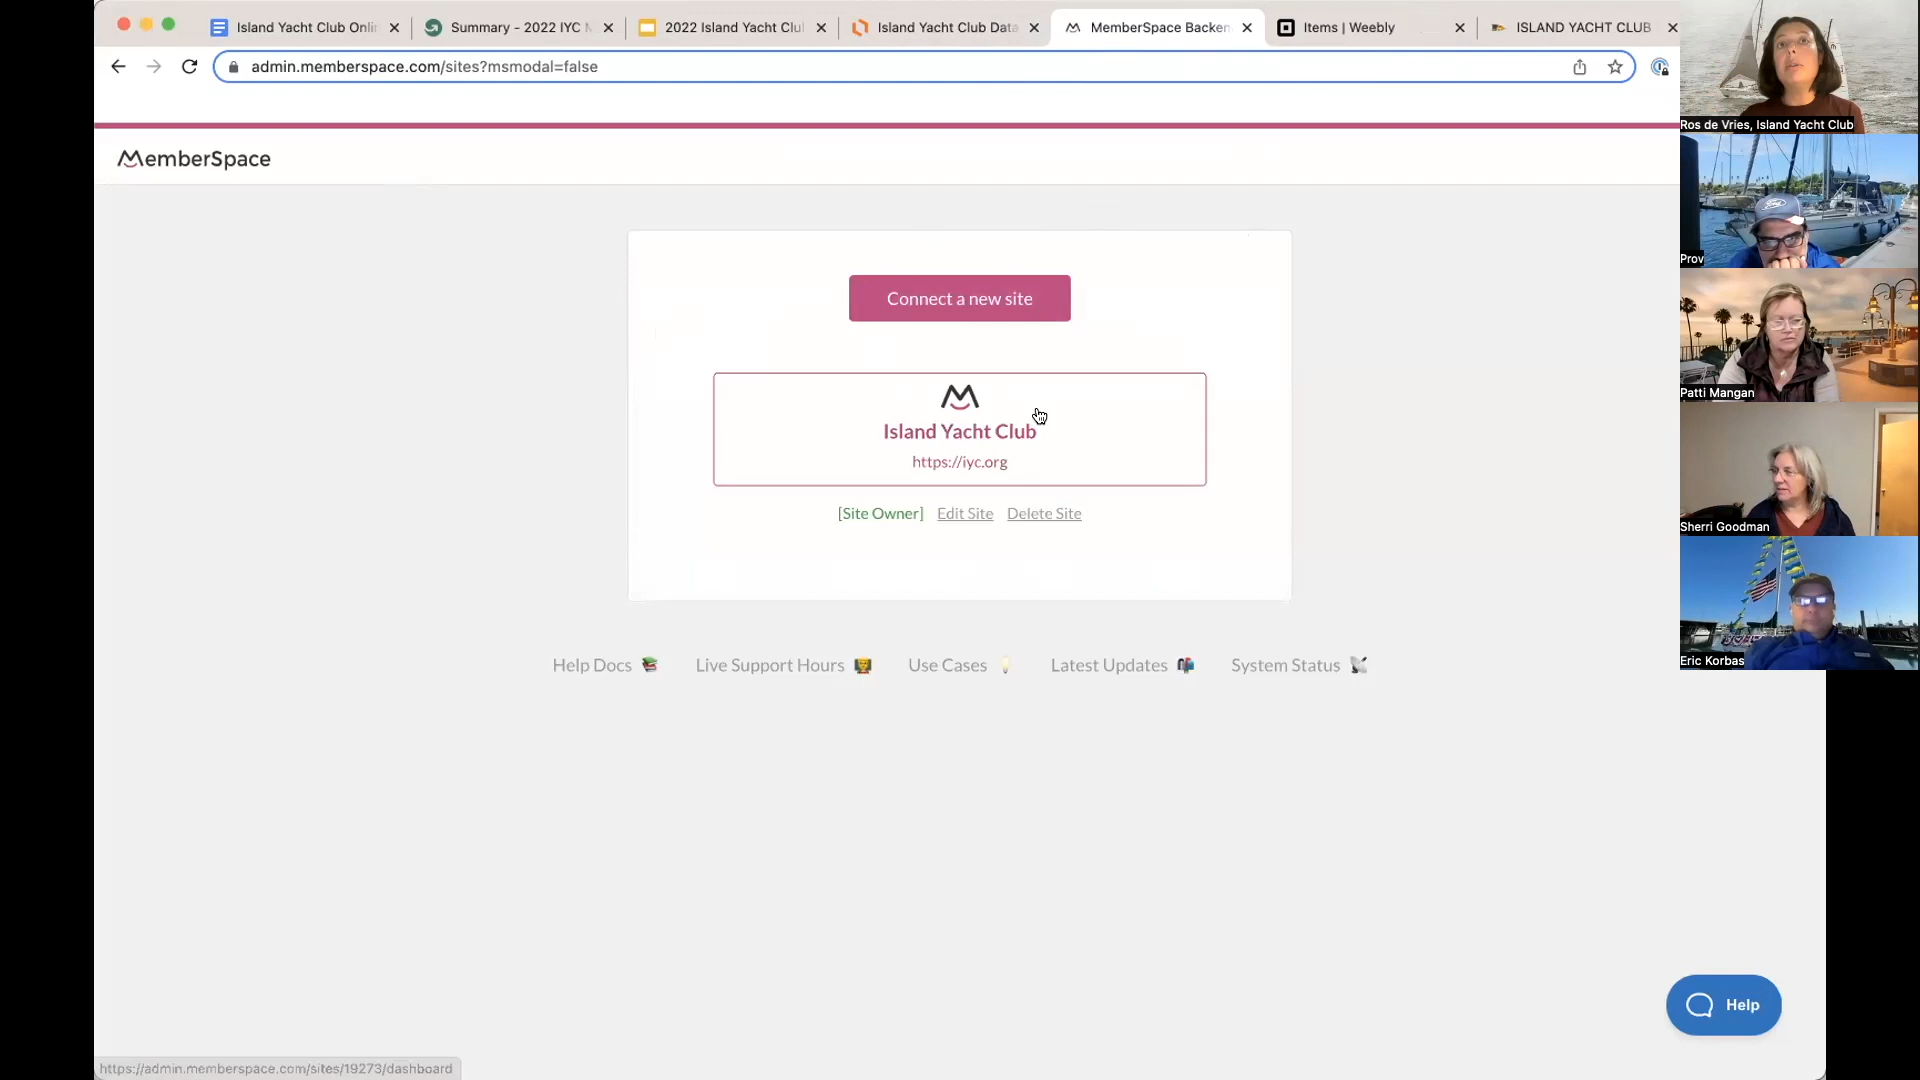 Island Yacht Club Onli
Summary - 2022 IYC M
2022 Island Yacht Clu
Island Yacht Club Data
MemberSpace Backen
Items | Weebly
ISLAND YACHT CLUB
admin.memberspace.com/sites?msmodal=false
MemberSpace
Connect a new site
Island Yacht Club
https://iyc.org
[Site Owner] Edit Site Delete Site
Help Docs Live Support Hours Use Cases Latest Updates System Status
Help
https://admin.memberspace.com/sites/19273/dashboard
Ros de Vries, Island Yacht Club
Prov
Patti Mangan
Sherri Goodman
Eric Korbas